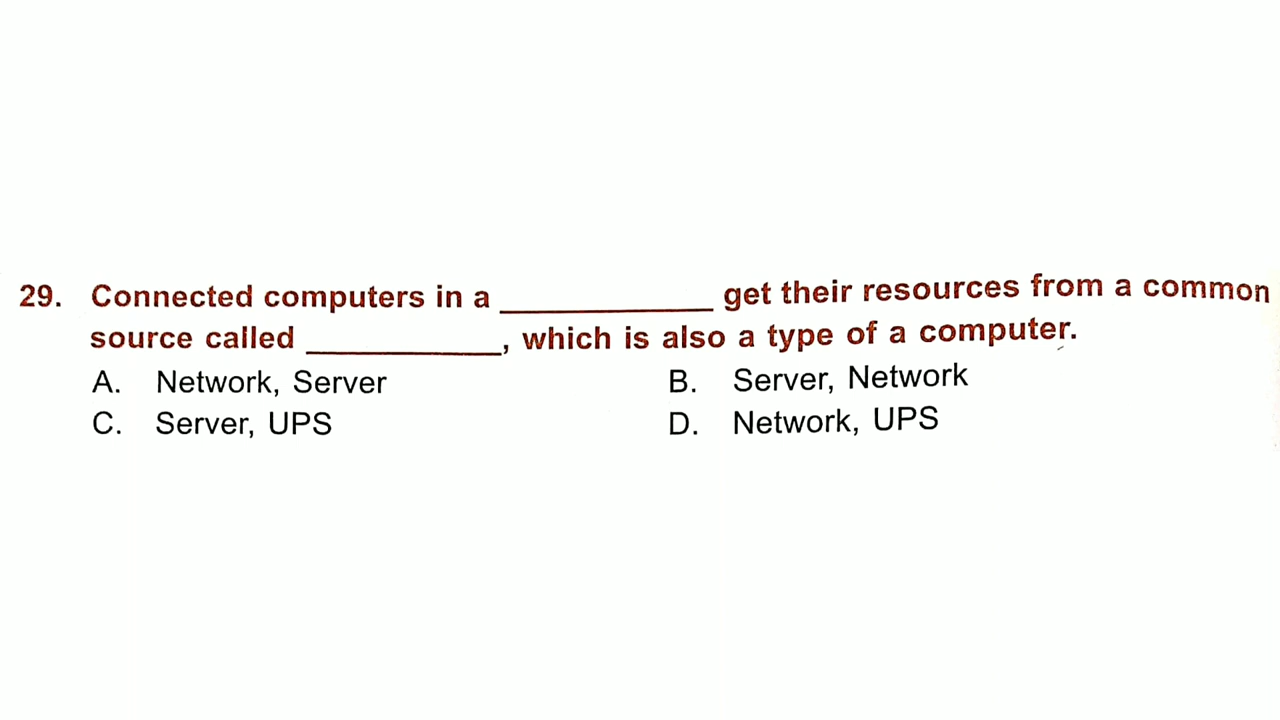 29. Connected computers in a ____________ get their resources from a common
source called ___________, which is also a type of a computer.
A. Network, Server B. Server, Network
C. Server, UPS D. Network, UPS